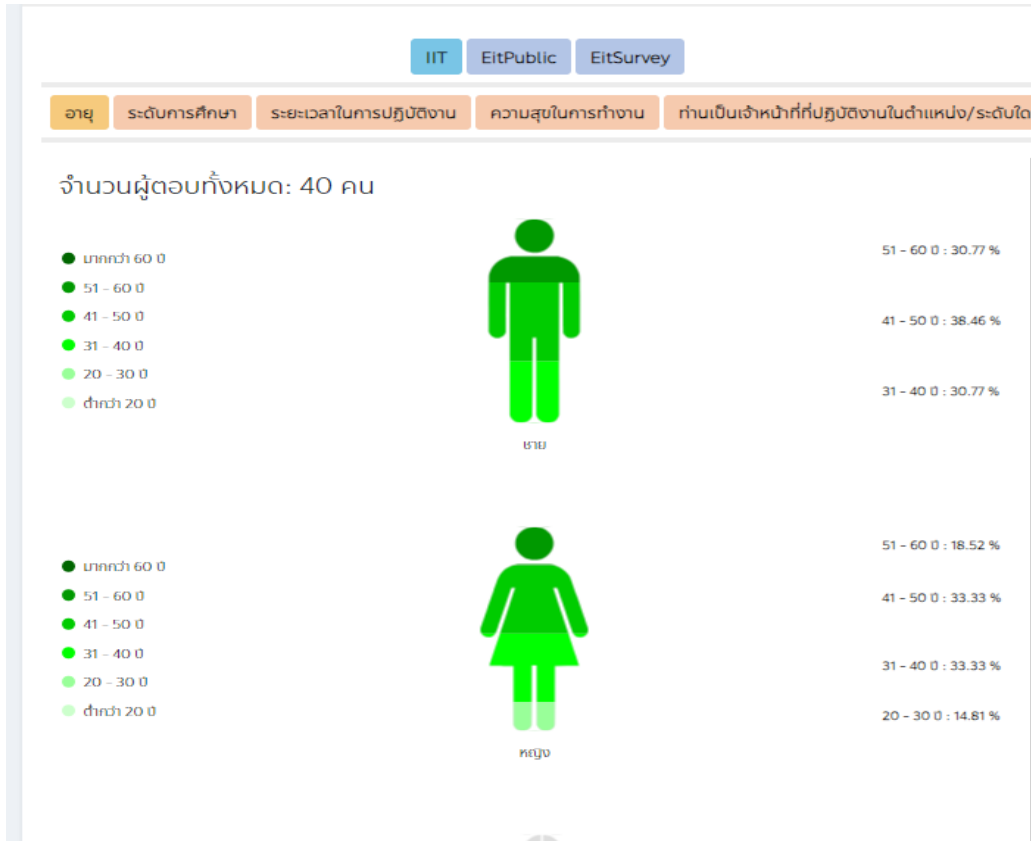 IIT EitPublic EitSurvey
อายุ ระดับการศึกษา ระยะเวลาในการปฏิบัติงาน ความสุขในการทำงาน ท่านเป็นเจ้าหน้าที่ที่ปฏิบัติงานในตำแหน่ง/ระดับใด
จำนวนผู้ตอบทั้งหมด: 40 คน
มากกว่า 60 ปี
51 - 60 ปี
41 - 50 ปี
31 - 40 ปี
20 - 30 ปี
ต่ำกว่า 20 ปี
51 - 60 ปี : 30.77 %
41 - 50 ปี : 38.46 %
31 - 40 ปี : 30.77 %
ชาย
มากกว่า 60 ปี
51 - 60 ปี
41 - 50 ปี
31 - 40 ปี
20 - 30 ปี
ต่ำกว่า 20 ปี
51 - 60 ปี : 18.52 %
41 - 50 ปี : 33.33 %
31 - 40 ปี : 33.33 %
20 - 30 ปี : 14.81 %
หญิง